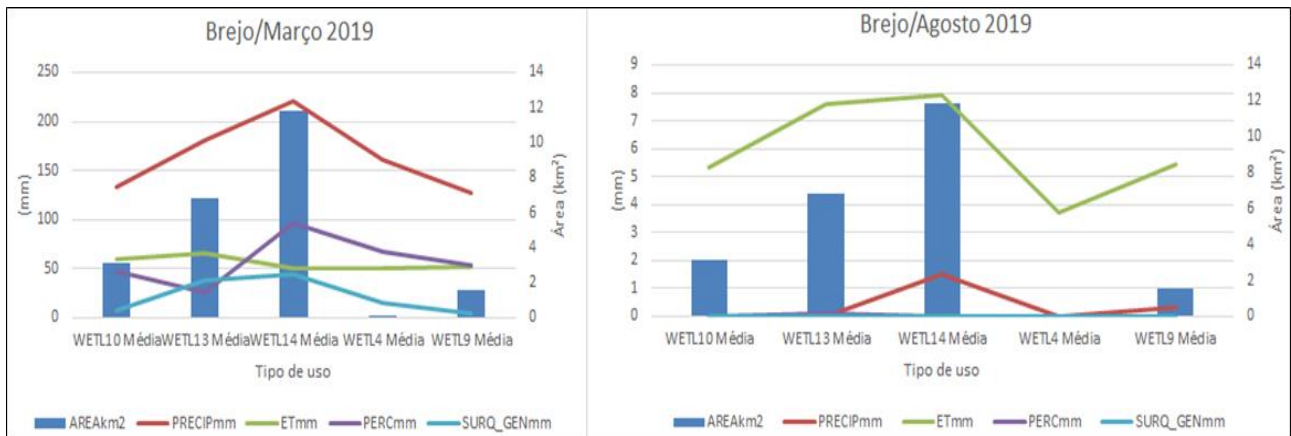 Brejo/Março 2019
250
200
150
100
50
0
(mm)
14
12
10
8
6
4
2
0
Área (km²)
WETL10 Média
WETL13 Média
WETL14 Média
WETL4 Média
WETL9 Média
Tipo de uso
AREAkm2 PRECIPmm ETmm PERCmm SURQ_GENmm
Brejo/Agosto 2019
9
8
7
6
5
4
3
2
1
0
(mm)
14
12
10
8
6
4
2
0
Área (km²)
WETL10 Média
WETL13 Média
WETL14 Média
WETL4 Média
WETL9 Média
Tipo de uso
AREAkm2 PRECIPmm ETmm PERCmm SURQ_GENmm